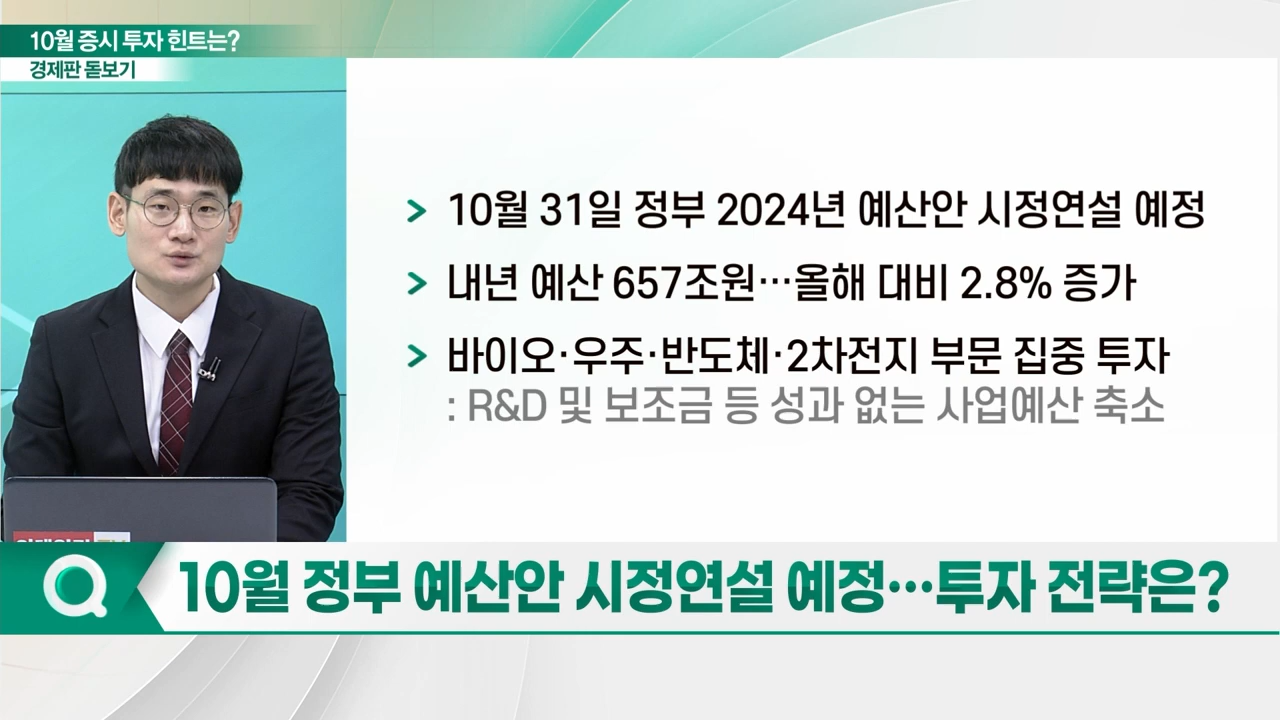 10월 증시 투자 힌트는?
경제판 돋보기
> 10월 31일 정부 2024년 예산안 시정연설 예정
> 내년 예산 657조원…올해 대비 2.8% 증가
> 바이오·우주·반도체·2차전지 부문 집중 투자
: R&D 및 보조금 등 성과 없는 사업예산 축소
10월 정부 예산안 시정연설 예정…투자 전략은?